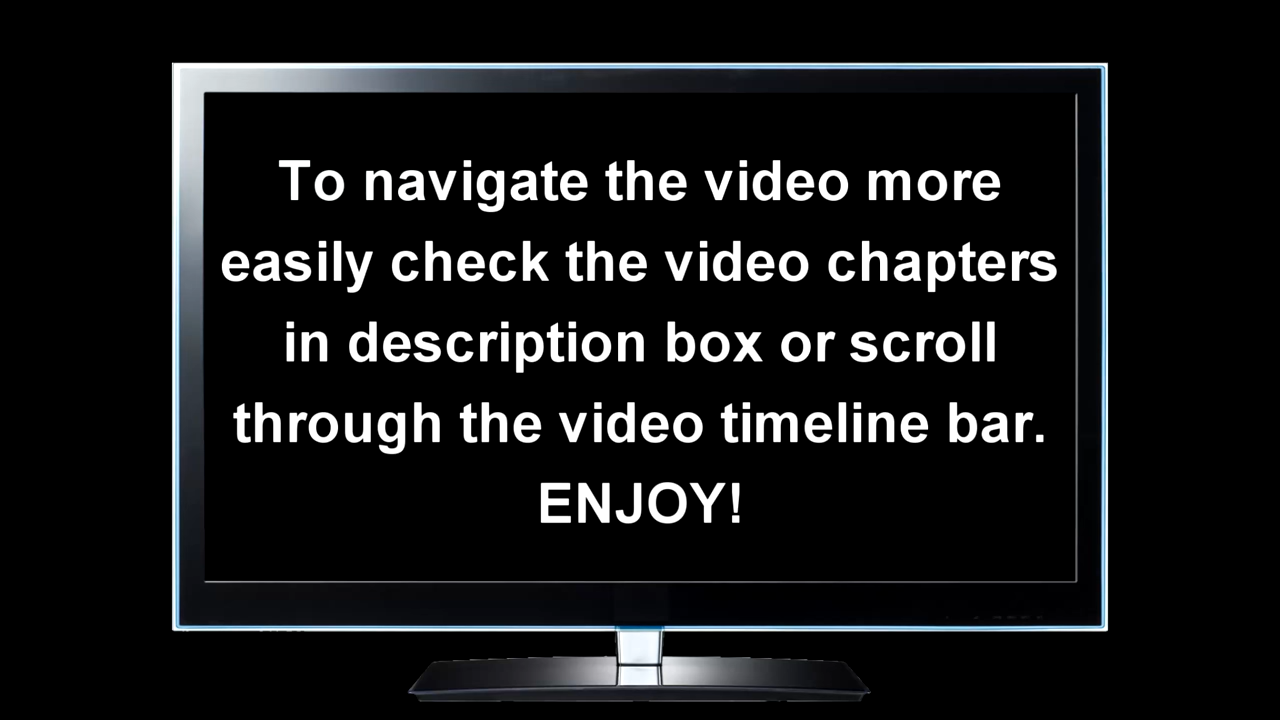 To navigate the video more
easily check the video chapters
in description box or scroll
through the video timeline bar.
ENJOY!